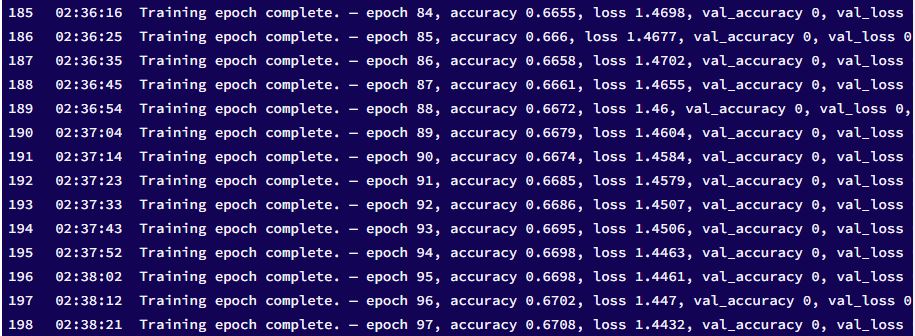 185 02:36:16 Training epoch complete. — epoch 84, accuracy 0.6655, loss 1.4698, val_accuracy 0, val_loss
186 02:36:25 Training epoch complete. — epoch 85, accuracy 0.666, loss 1.4677, val_accuracy 0, val_loss 0
187 02:36:35 Training epoch complete. — epoch 86, accuracy 0.6658, loss 1.4702, val_accuracy 0, val_loss
188 02:36:45 Training epoch complete. — epoch 87, accuracy 0.6661, loss 1.4655, val_accuracy 0, val_loss
189 02:36:54 Training epoch complete. — epoch 88, accuracy 0.6672, loss 1.46, val_accuracy 0, val_loss 0,
190 02:37:04 Training epoch complete. — epoch 89, accuracy 0.6679, loss 1.4604, val_accuracy 0, val_loss
191 02:37:14 Training epoch complete. — epoch 90, accuracy 0.6674, loss 1.4584, val_accuracy 0, val_loss
192 02:37:23 Training epoch complete. — epoch 91, accuracy 0.6685, loss 1.4579, val_accuracy 0, val_loss
193 02:37:33 Training epoch complete. — epoch 92, accuracy 0.6686, loss 1.4507, val_accuracy 0, val_loss
194 02:37:43 Training epoch complete. — epoch 93, accuracy 0.6695, loss 1.4506, val_accuracy 0, val_loss
195 02:37:52 Training epoch complete. — epoch 94, accuracy 0.6698, loss 1.4463, val_accuracy 0, val_loss
196 02:38:02 Training epoch complete. — epoch 95, accuracy 0.6698, loss 1.4461, val_accuracy 0, val_loss
197 02:38:12 Training epoch complete. — epoch 96, accuracy 0.6702, loss 1.447, val_accuracy 0, val_loss 0
198 02:38:21 Training epoch complete. — epoch 97, accuracy 0.6708, loss 1.4432, val_accuracy 0, val_loss